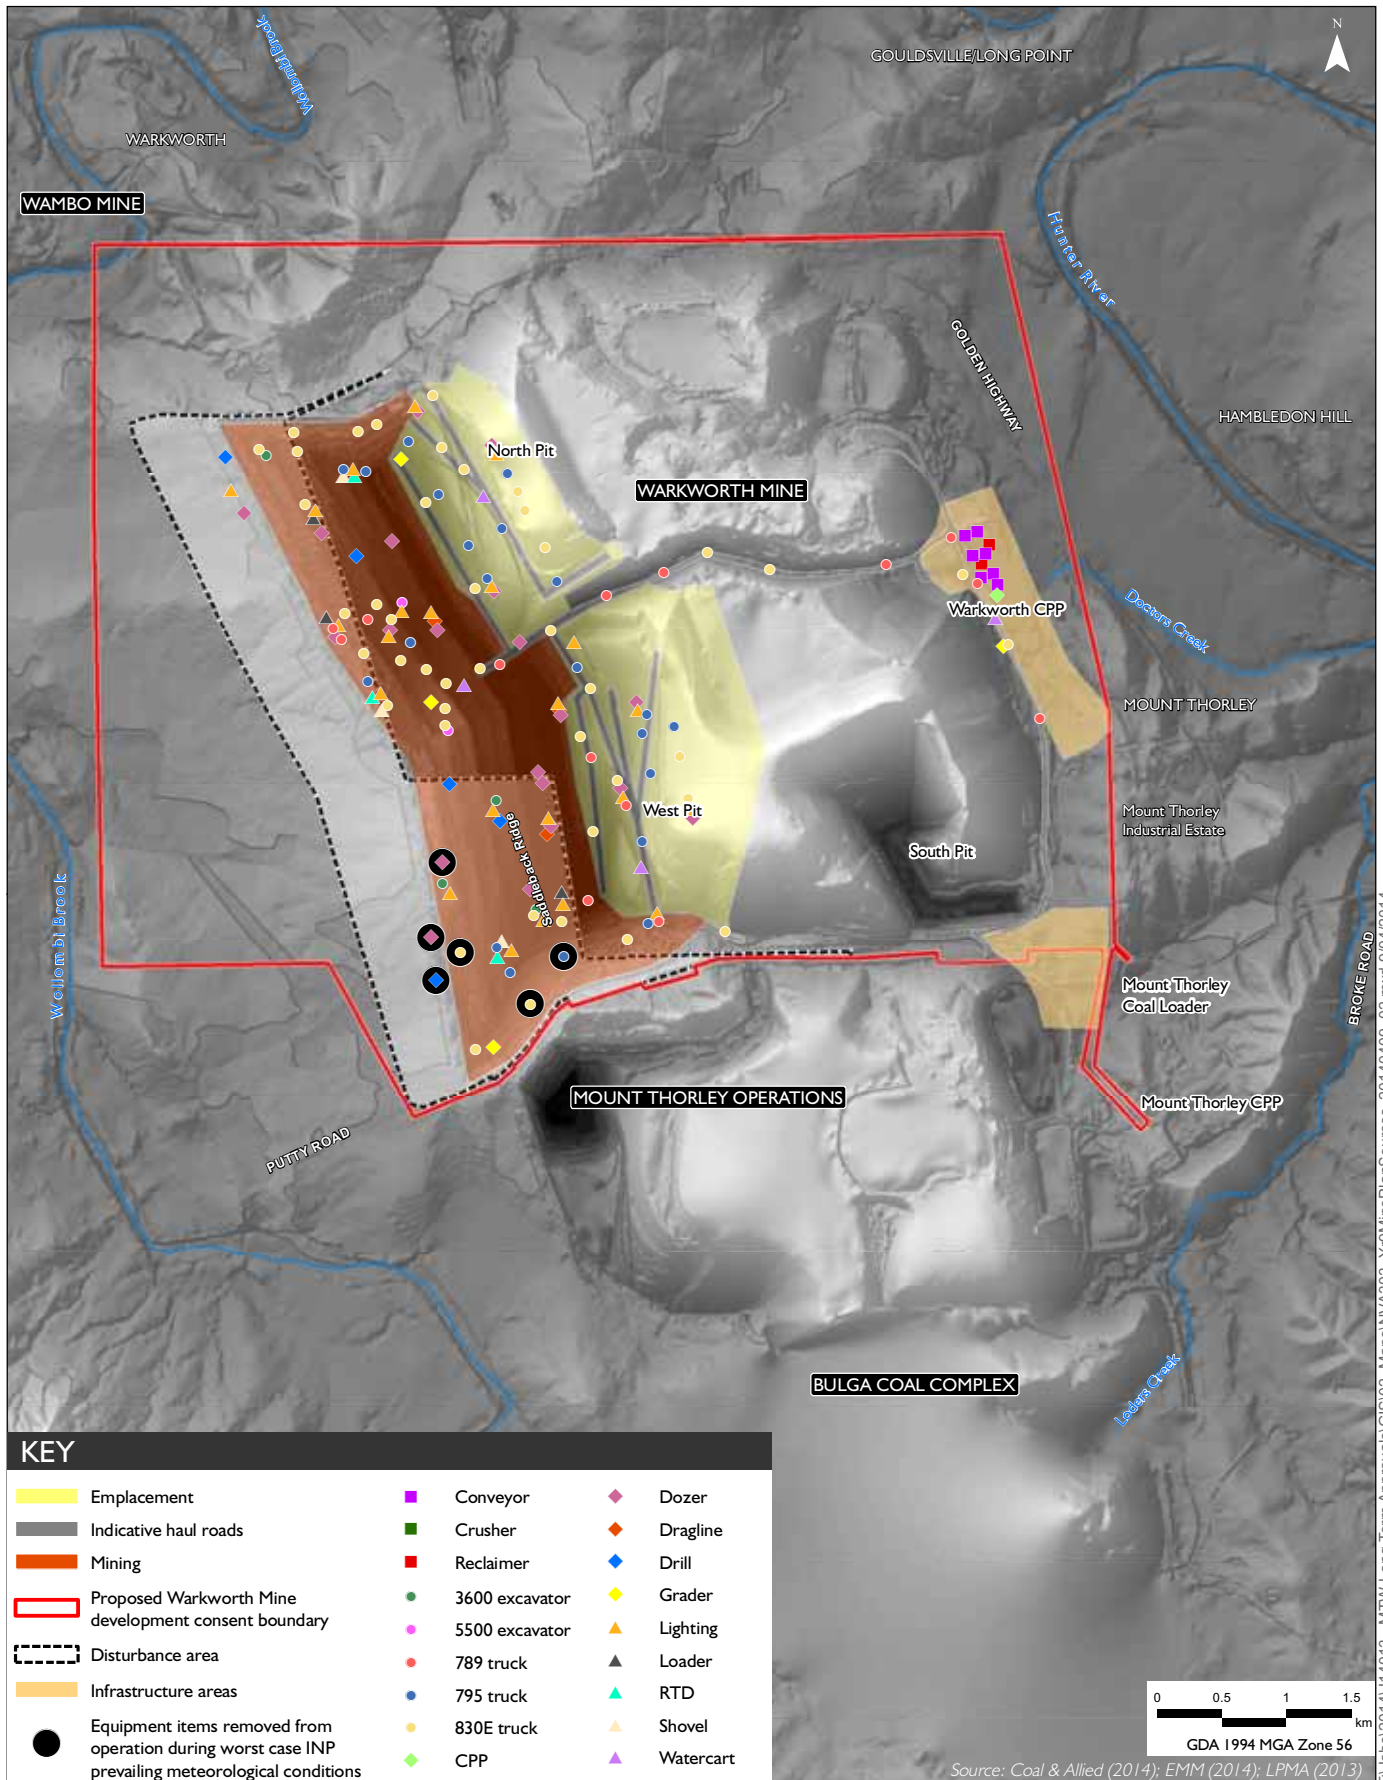 N
Wollombi Brook
GOULDSVILLE/LONG POINT
WARKWORTH
WAMBO MINE
Hunter River
GOLDEN HIGHWAY
HAMBLEDON HILL
North Pit
WARKWORTH MINE
Warkworth CPP
Doctors Creek
MOUNT THORLEY
West Pit
Mount Thorley
Industrial Estate
South Pit
Saddleback Ridge
Wollombi Brook
BROKE ROAD
Mount Thorley
Coal Loader
MOUNT THORLEY OPERATIONS
Mount Thorley CPP
PUTTY ROAD
BULGA COAL COMPLEX
Loders Creek
KEY
Emplacement
Indicative haul roads
Mining
Proposed Warkworth Mine
development consent boundary
Disturbance area
Infrastructure areas
Equipment items removed from
operation during worst case INP
prevailing meteorological conditions
Conveyor
Crusher
Reclaimer
3600 excavator
5500 excavator
789 truck
795 truck
830E truck
CPP
Dozer
Dragline
Drill
Grader
Lighting
Loader
RTD
Shovel
Watercart
0 0.5 1 1.5
km
GDA 1994 MGA Zone 56
Source: Coal & Allied (2014); EMM (2014); LPMA (2013)